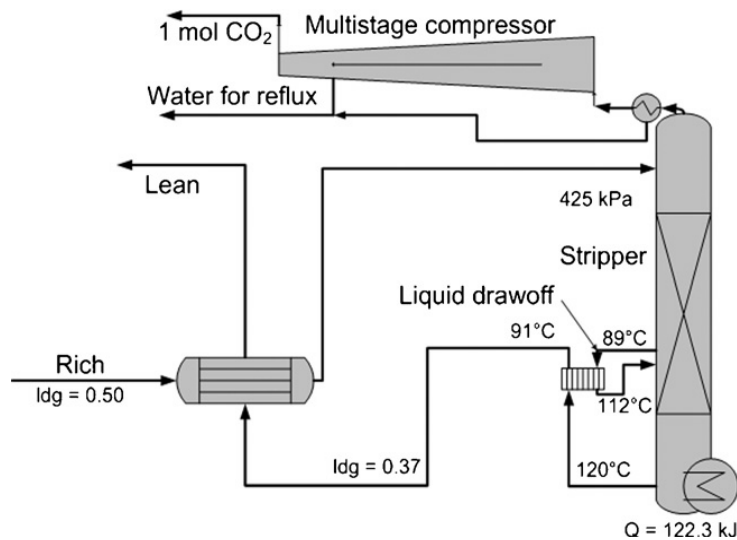 1 mol CO₂
Multistage compressor
Water for reflux
Lean
425 kPa
Stripper
Liquid drawoff
91°C
89°C
Rich
ldg = 0.50
112°C
ldg = 0.37
120°C
Q = 122.3 kJ